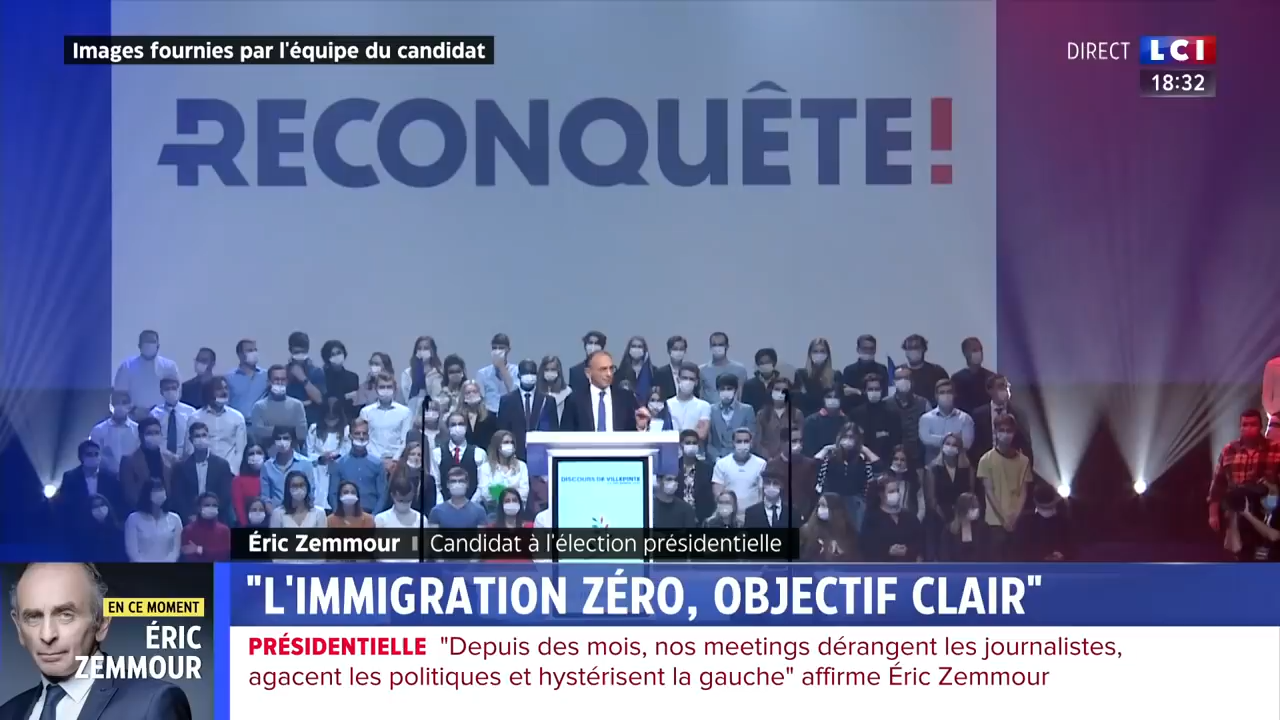 Images fournies par l'équipe du candidat
DIRECT LCI
18:32
RECONQUÊTE!
DISCOURS DE VILLEPINTE
Éric Zemmour | Candidat à l'élection présidentielle
"L'IMMIGRATION ZÉRO, OBJECTIF CLAIR"
EN CE MOMENT
ÉRIC
ZEMMOUR
PRÉSIDENTIELLE "Depuis des mois, nos meetings dérangent les journalistes,
agacent les politiques et hystérisent la gauche" affirme Éric Zemmour